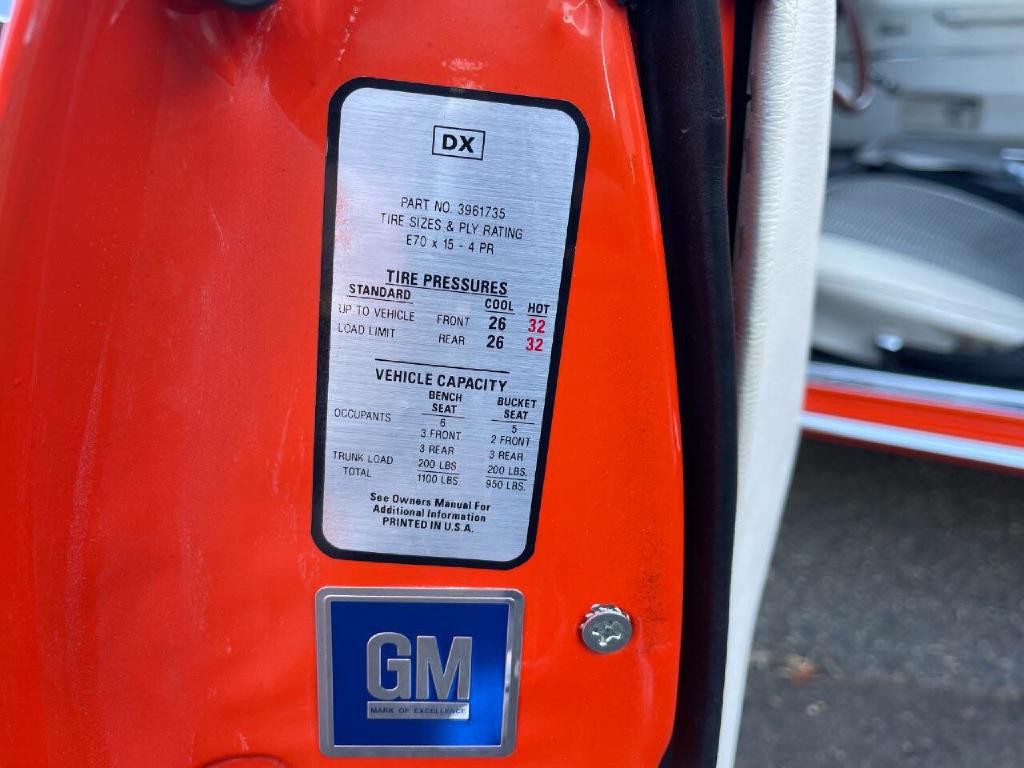 DX
PART NO. 3961735
TIRE SIZES & PLY RATING
E70 x 15 - 4 PR
TIRE PRESSURES
STANDARD COOL HOT
UP TO VEHICLE FRONT 26 32
LOAD LIMIT REAR 26 32
VEHICLE CAPACITY
BENCH SEAT BUCKET SEAT
OCCUPANTS 6 5
3 FRONT 2 FRONT
3 REAR 3 REAR
TRUNK LOAD 200 LBS 200 LBS.
TOTAL 1100 LBS. 950 LBS.
See Owners Manual For
Additional Information
PRINTED IN U.S.A.
GM
MARK OF EXCELLENCE